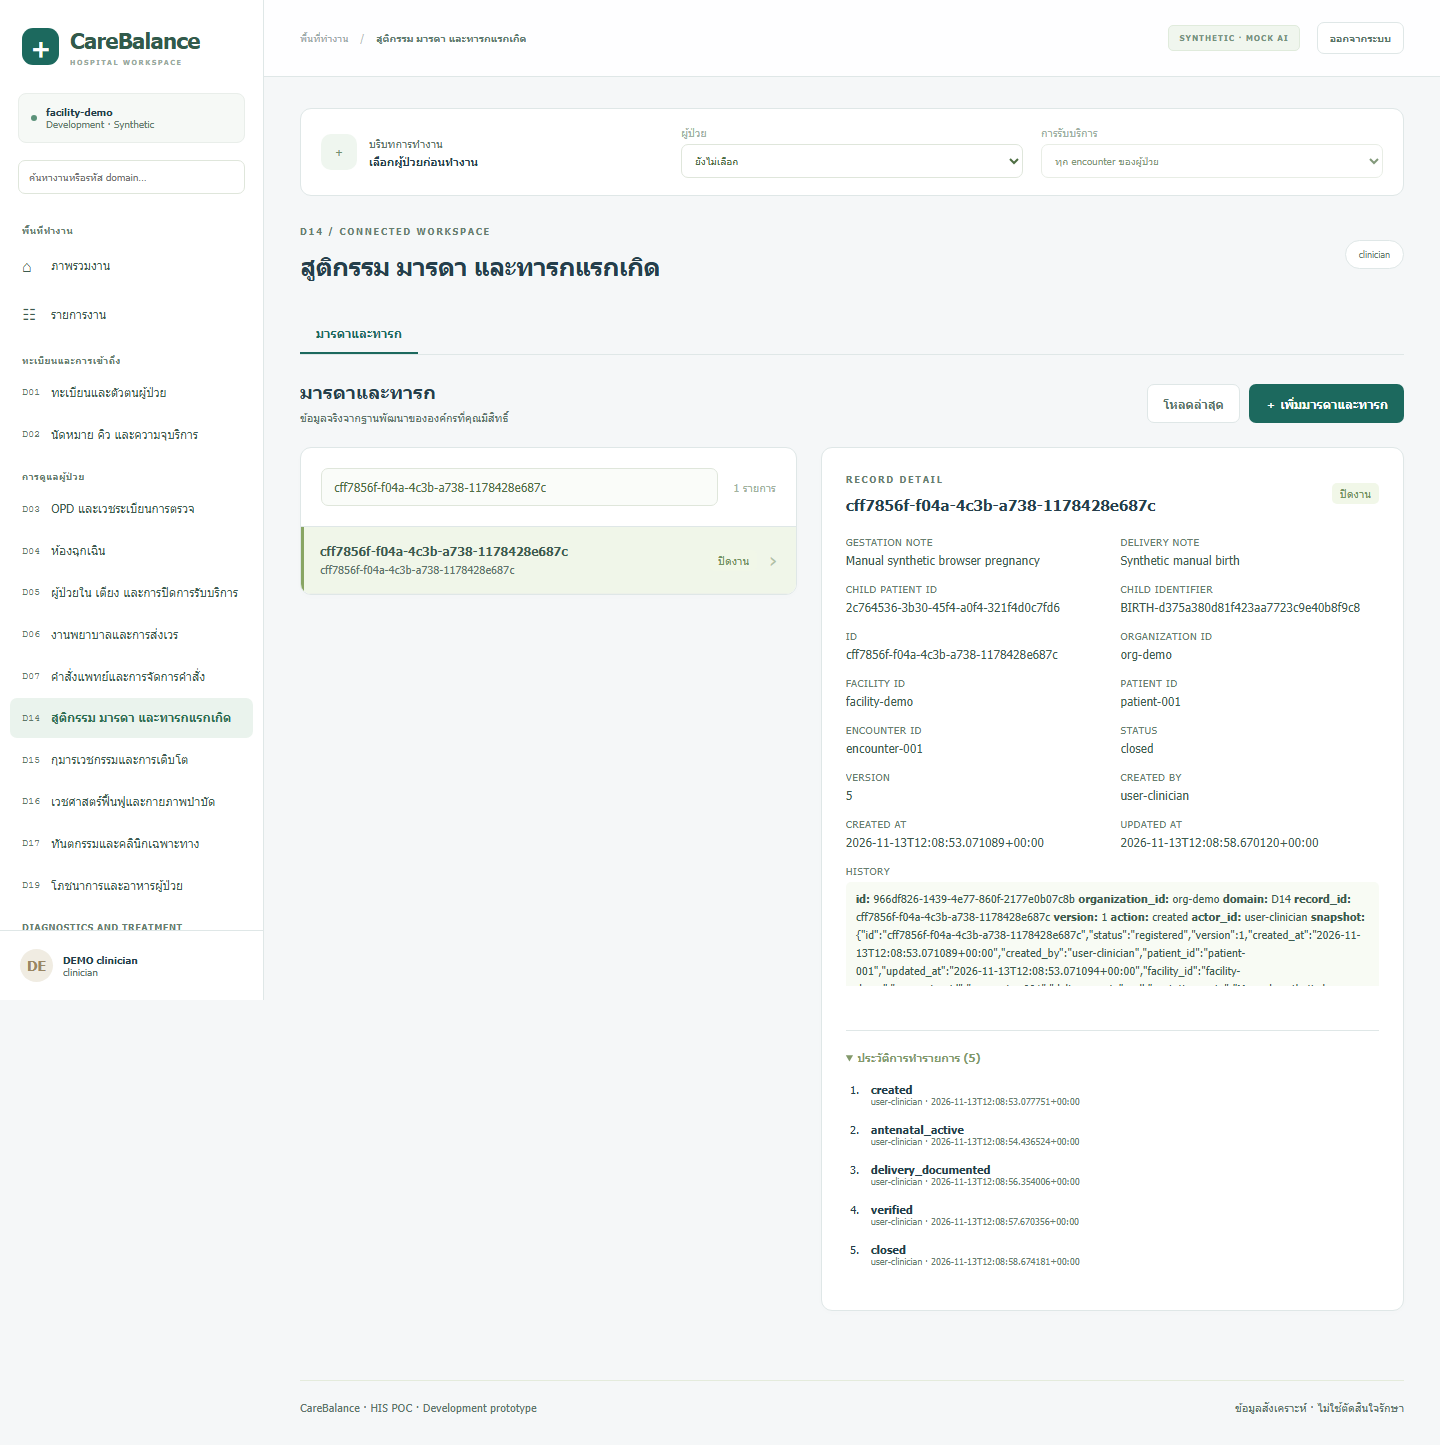 CareBalance
HOSPITAL WORKSPACE
facility-demo
Development · Synthetic
ค้นหางานหรือรหัส domain...
พื้นที่ทำงาน
ภาพรวมงาน
รายการงาน
ทะเบียนและการเข้าถึง
D01 ทะเบียนและตัวตนผู้ป่วย
D02 นัดหมาย คิว และความจุบริการ
การดูแลผู้ป่วย
D03 OPD และเวชระเบียนการตรวจ
D04 ห้องฉุกเฉิน
D05 ผู้ป่วยใน เตียง และการปิดการรับบริการ
D06 งานพยาบาลและการส่งเวร
D07 คำสั่งแพทย์และการจัดการคำสั่ง
D14 สูติกรรม มารดา และทารกแรกเกิด
D15 กุมารเวชกรรมและการเติบโต
D16 เวชศาสตร์ฟื้นฟูและกายภาพบำบัด
D17 ทันตกรรมและคลินิกเฉพาะทาง
D19 โภชนาการและอาหารผู้ป่วย
DIAGNOSTICS AND TREATMENT
DE
DEMO clinician
clinician
พื้นที่ทำงาน / สูติกรรม มารดา และทารกแรกเกิด
SYNTHETIC · MOCK AI
ออกจากระบบ
+
บริบทการทำงาน
เลือกผู้ป่วยก่อนทำงาน
ผู้ป่วย
ยังไม่เลือก
การรับบริการ
ทุก encounter ของผู้ป่วย
D14 / CONNECTED WORKSPACE
สูติกรรม มารดา และทารกแรกเกิด
clinician
มารดาและทารก
มารดาและทารก
ข้อมูลจริงจากฐานพัฒนาขององค์กรที่คุณมีสิทธิ์
โหลดล่าสุด
+ เพิ่มมารดาและทารก
cff7856f-f04a-4c3b-a738-1178428e687c
1 รายการ
cff7856f-f04a-4c3b-a738-1178428e687c
cff7856f-f04a-4c3b-a738-1178428e687c
ปิดงาน
RECORD DETAIL
cff7856f-f04a-4c3b-a738-1178428e687c
ปิดงาน
GESTATION NOTE
Manual synthetic browser pregnancy
DELIVERY NOTE
Synthetic manual birth
CHILD PATIENT ID
2c764536-3b30-45f4-a0f4-321f4d0c7fd6
CHILD IDENTIFIER
BIRTH-d375a380d81f423aa7723c9e40b8f9c8
ID
cff7856f-f04a-4c3b-a738-1178428e687c
ORGANIZATION ID
org-demo
FACILITY ID
facility-demo
PATIENT ID
patient-001
ENCOUNTER ID
encounter-001
STATUS
closed
VERSION
5
CREATED BY
user-clinician
CREATED AT
2026-11-13T12:08:53.071089+00:00
UPDATED AT
2026-11-13T12:08:58.670120+00:00
HISTORY
id: 966df826-1439-4e77-860f-2177e0b07c8b organization_id: org-demo domain: D14 record_id:
cff7856f-f04a-4c3b-a738-1178428e687c version: 1 action: created actor_id: user-clinician snapshot:
{"id":"cff7856f-f04a-4c3b-a738-1178428e687c","status":"registered","version":1,"created_at":"2026-11-
13T12:08:53.071089+00:00","created_by":"user-clinician","patient_id":"patient-
001","updated_at":"2026-11-13T12:08:53.071094+00:00","facility_id":"facility-
▼ ประวัติการทำรายการ (5)
1. created
user-clinician · 2026-11-13T12:08:53.077751+00:00
2. antenatal_active
user-clinician · 2026-11-13T12:08:54.436524+00:00
3. delivery_documented
user-clinician · 2026-11-13T12:08:56.354006+00:00
4. verified
user-clinician · 2026-11-13T12:08:57.670356+00:00
5. closed
user-clinician · 2026-11-13T12:08:58.674181+00:00
CareBalance · HIS POC · Development prototype
ข้อมูลสังเคราะห์ · ไม่ใช้ตัดสินใจรักษา